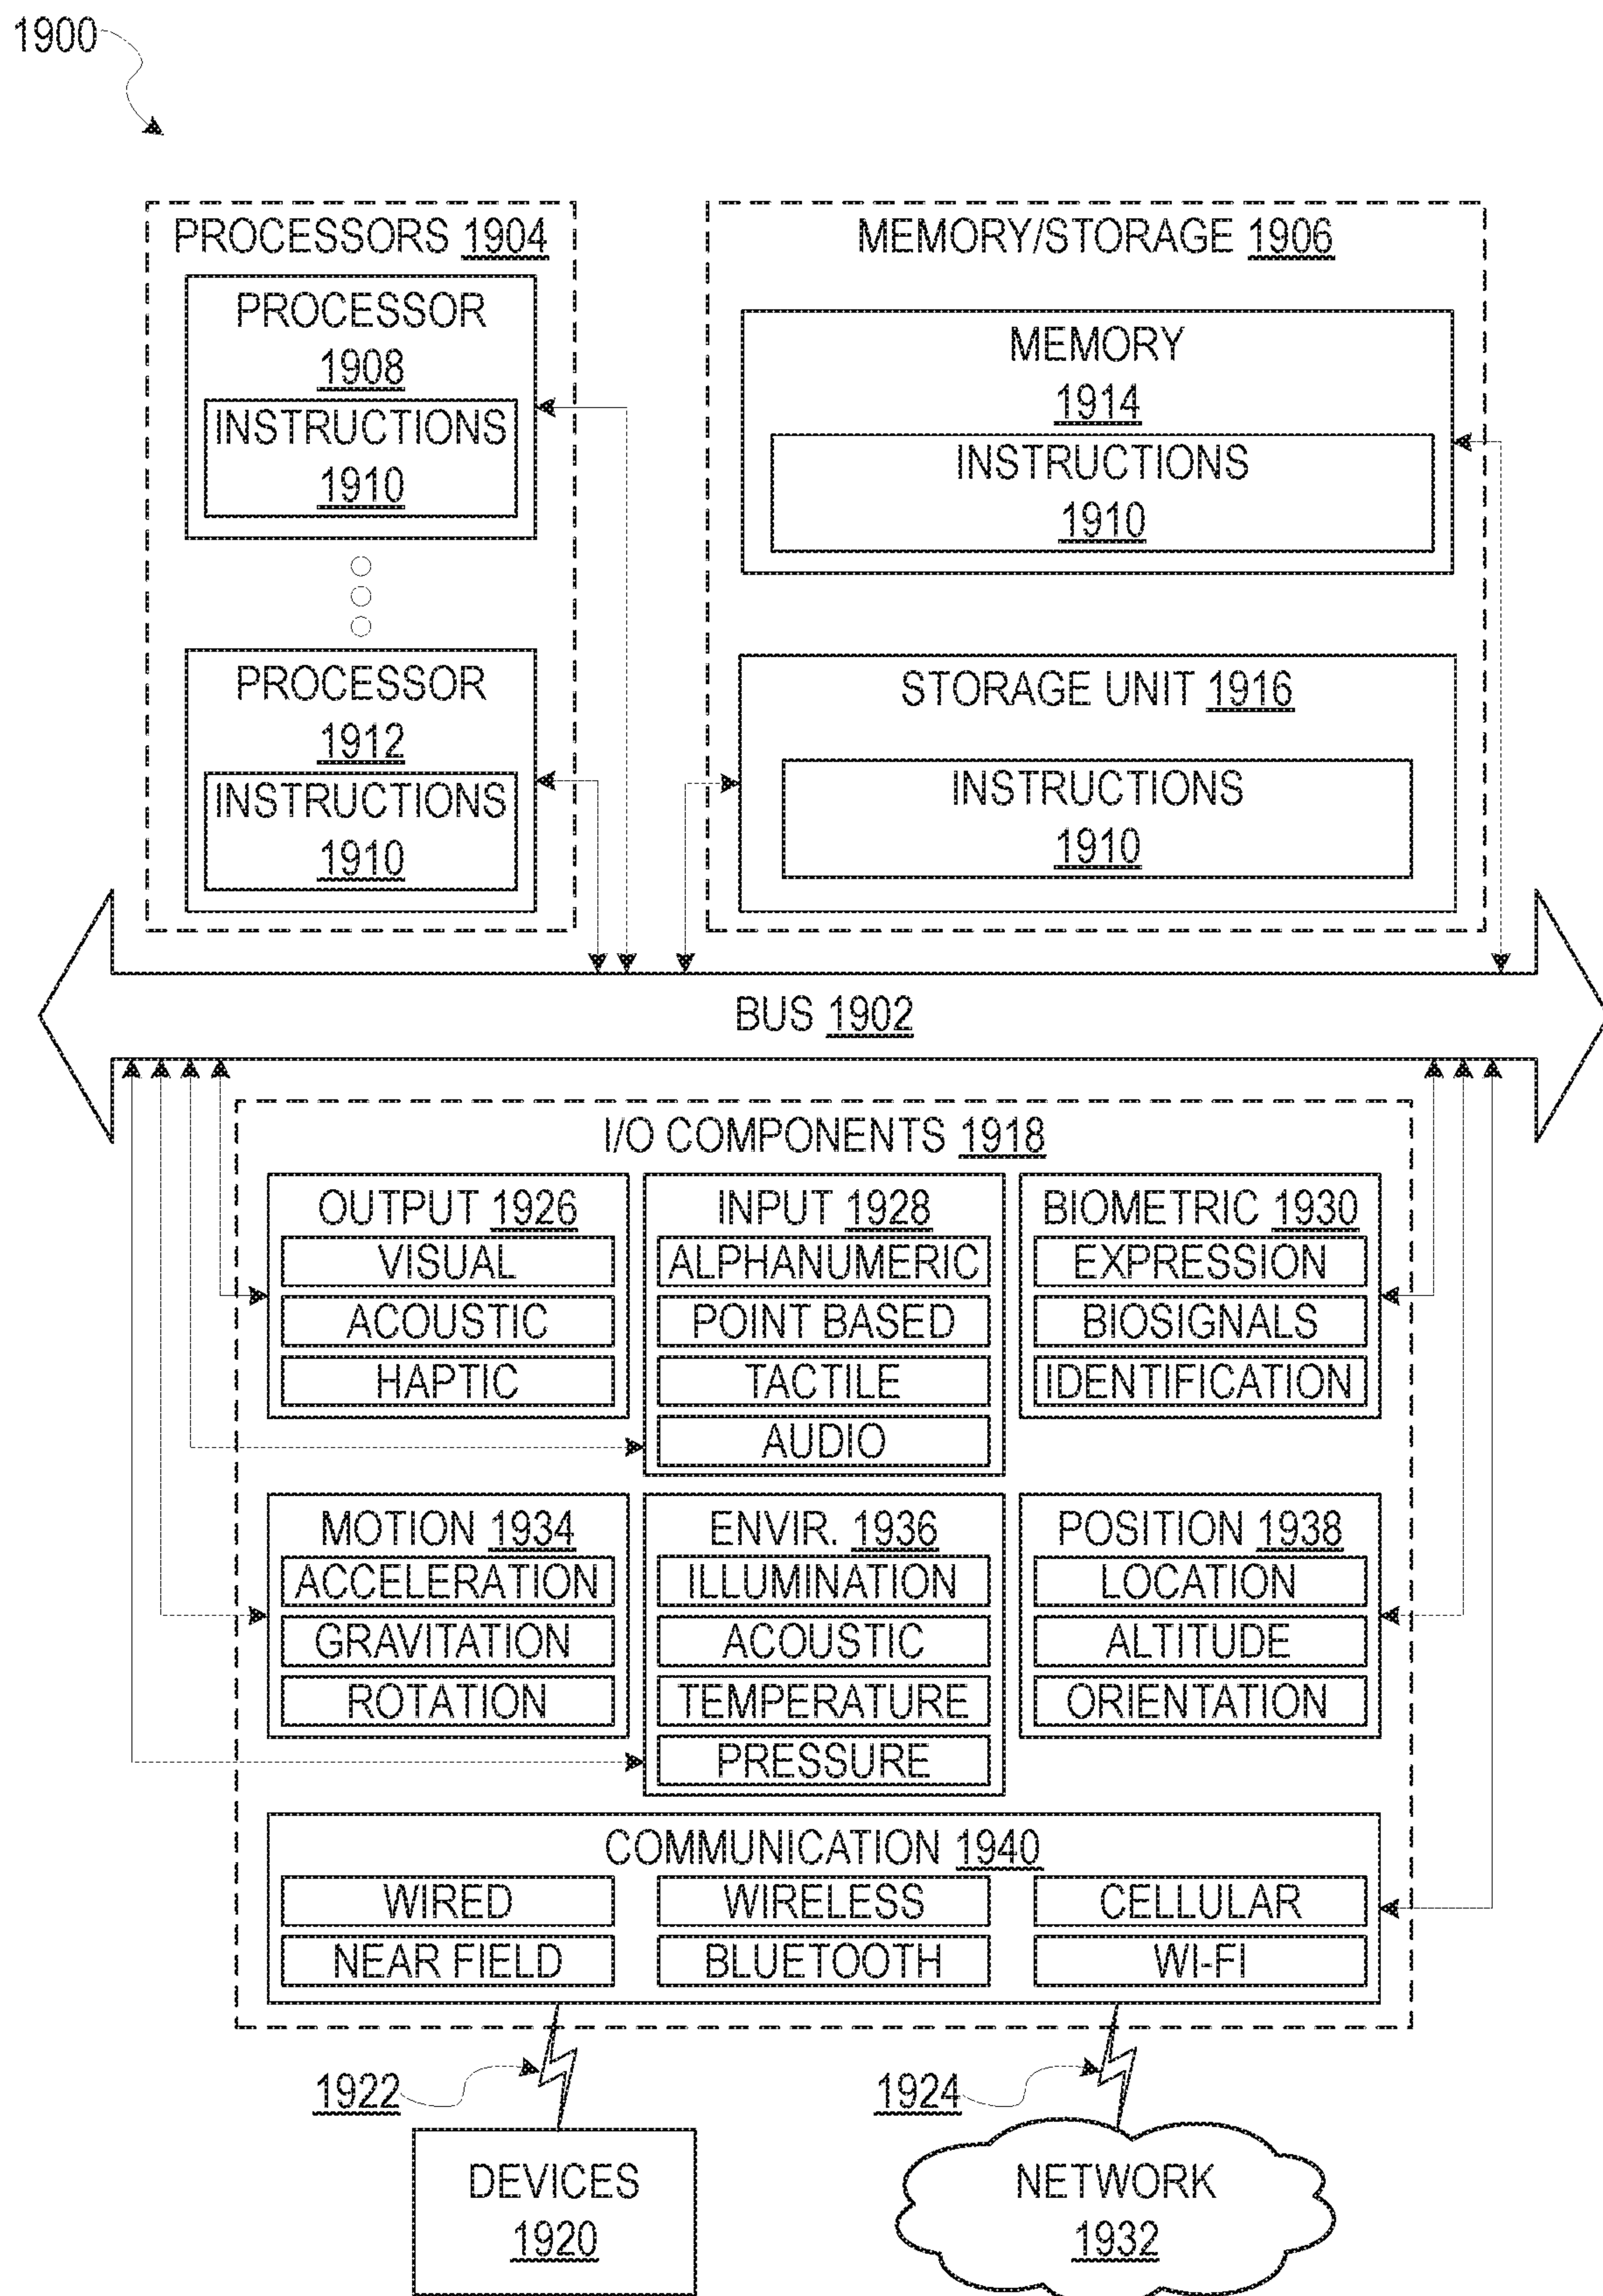 1900
PROCESSORS 1904
PROCESSOR
1908
INSTRUCTIONS
1910
PROCESSOR
1912
INSTRUCTIONS
1910
MEMORY/STORAGE 1906
MEMORY
1914
INSTRUCTIONS
1910
STORAGE UNIT 1916
INSTRUCTIONS
1910
BUS 1902
I/O COMPONENTS 1918
OUTPUT 1926
VISUAL
ACOUSTIC
HAPTIC
INPUT 1928
ALPHANUMERIC
POINT BASED
TACTILE
AUDIO
BIOMETRIC 1930
EXPRESSION
BIOSIGNALS
IDENTIFICATION
MOTION 1934
ACCELERATION
GRAVITATION
ROTATION
ENVIR. 1936
ILLUMINATION
ACOUSTIC
TEMPERATURE
PRESSURE
POSITION 1938
LOCATION
ALTITUDE
ORIENTATION
COMMUNICATION 1940
WIRED
WIRELESS
CELLULAR
NEAR FIELD
BLUETOOTH
WI-FI
1922
1924
DEVICES
1920
NETWORK
1932